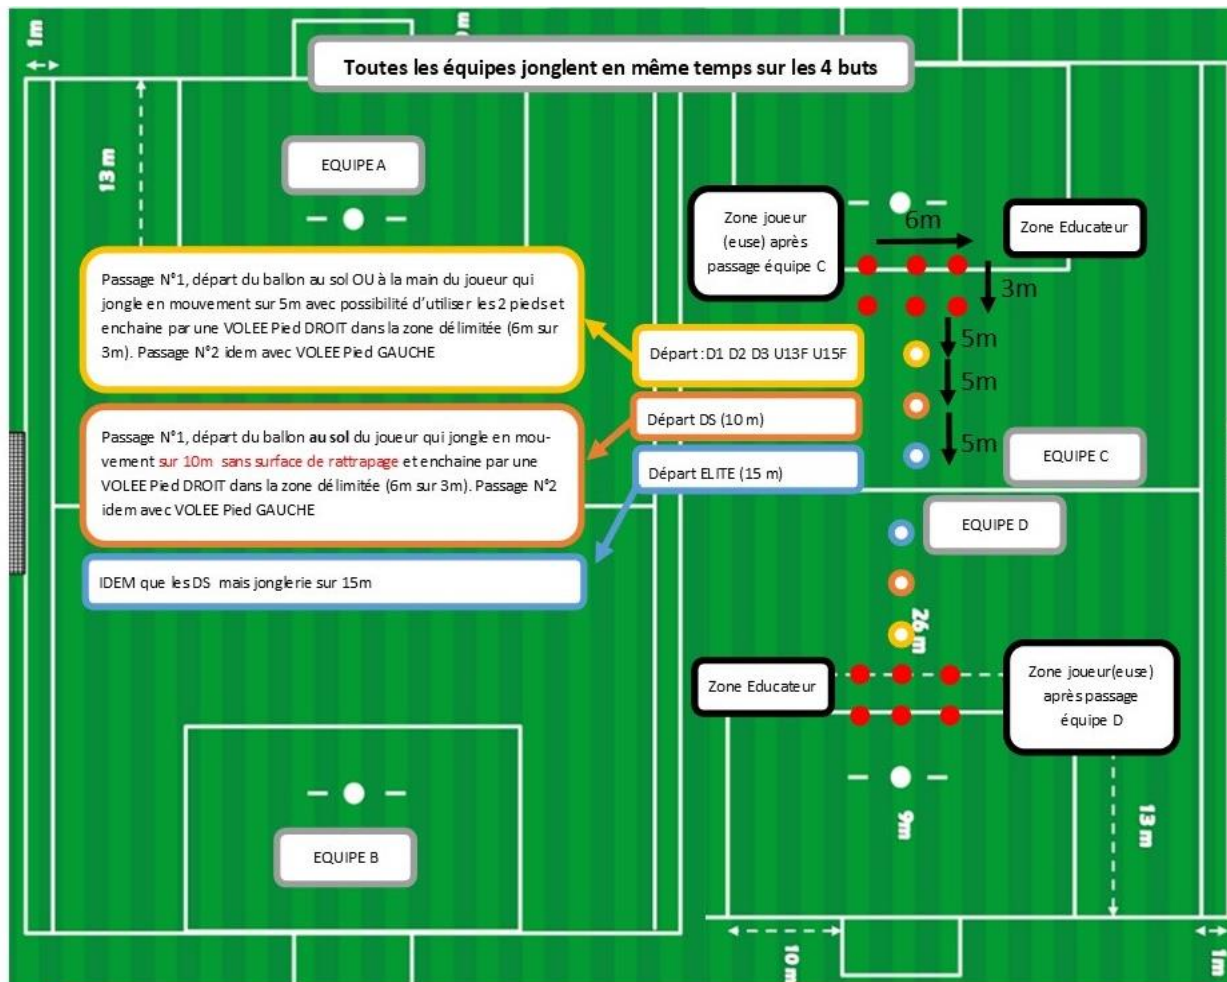 Toutes les équipes jonglent en même temps sur les 4 buts
1m
13 m
EQUIPE A
Passage N°1, départ du ballon au sol OU à la main du joueur qui
jongle en mouvement sur 5m avec possibilité d'utiliser les 2 pieds et
enchaine par une VOLEE Pied DROIT dans la zone délimitée (6m sur
3m). Passage N°2 idem avec VOLEE Pied GAUCHE
Passage N°1, départ du ballon au sol du joueur qui jongle en mou-
vement sur 10m sans surface de rattrapage et enchaine par une
VOLEE Pied DROIT dans la zone délimitée (6m sur 3m). Passage N°2
idem avec VOLEE Pied GAUCHE
IDEM que les DS mais jonglerie sur 15m
EQUIPE B
Départ : D1 D2 D3 U13F U15F
Départ DS (10 m)
Départ ELITE (15 m)
Zone joueur
(euse) après
passage équipe C
6m
Zone Educateur
3m
5m
5m
5m
EQUIPE C
EQUIPE D
26 m
Zone Educateur
Zone joueur(euse)
après passage
équipe D
9m
13 m
10 m
1m